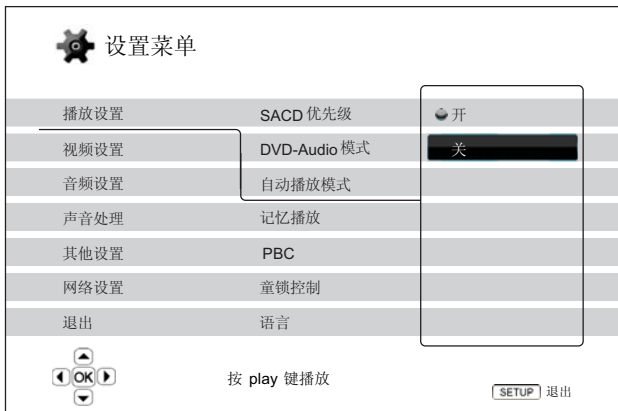 设置菜单
播放设置 SACD 优先级 开
视频设置 DVD-Audio 模式 关
音频设置 自动播放模式
声音处理 记忆播放
其他设置 PBC
网络设置 童锁控制
退出 语言
OK 按 play 键播放
SETUP 退出